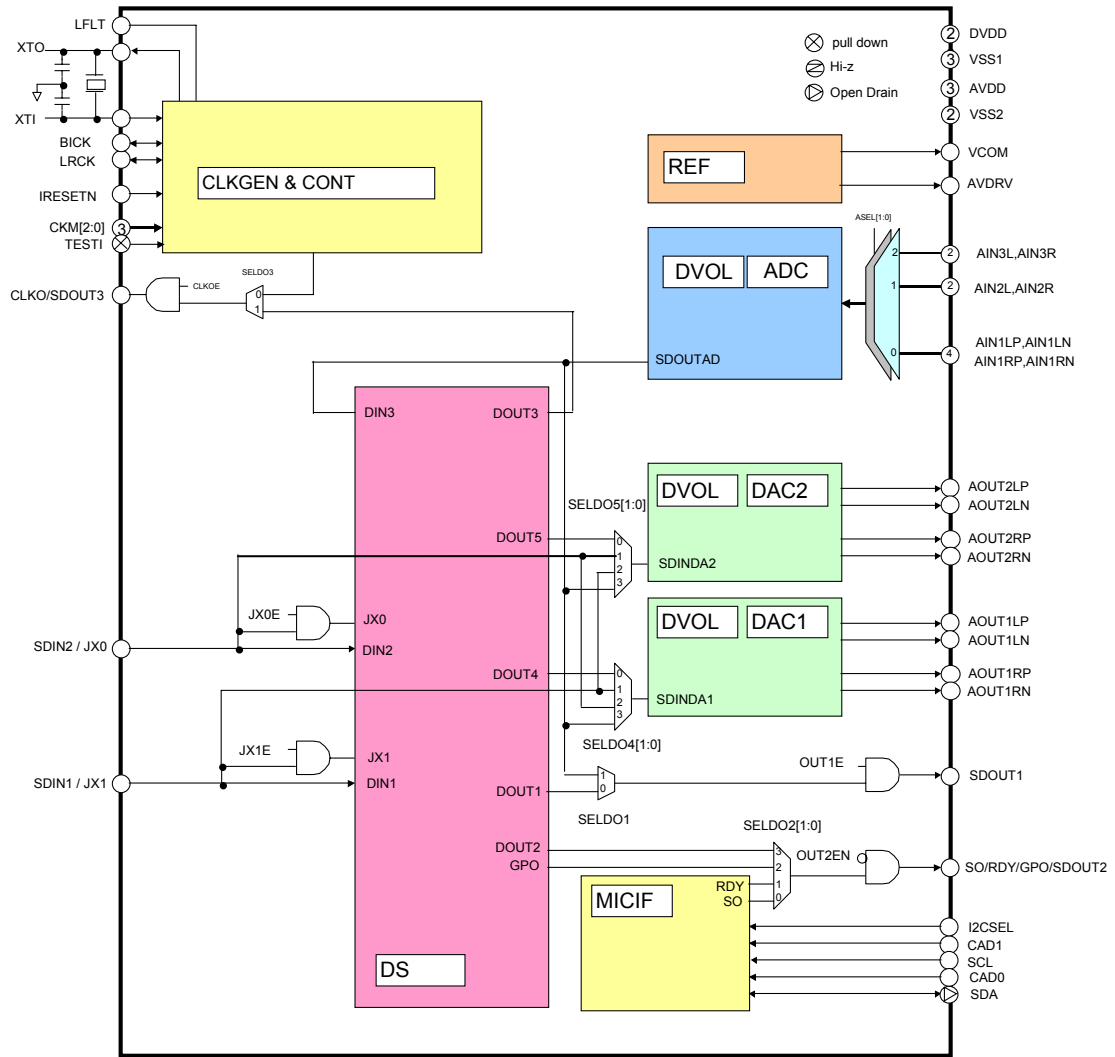 LFLT
XTO
XTI
BICK
LRCK
IRESETN
CKM[2:0]
3
TESTI
CLKO/SDOUT3
SDIN2 / JX0
SDIN1 / JX1
CLKGEN & CONT
SELDO3
CLKOE
0
1
pull down
Hi-z
Open Drain
2
DVDD
3
VSS1
3
AVDD
2
VSS2
REF
VCOM
AVDRV
ASEL[1:0]
DVOL
ADC
SDOUTAD
2
1
0
2
AIN3L,AIN3R
2
AIN2L,AIN2R
4
AIN1LP,AIN1LN
AIN1RP,AIN1RN
DIN3
DOUT3
DOUT5
JX0E
JX0
DIN2
DOUT4
JX1E
JX1
DIN1
DOUT1
DOUT2
GPO
DS
SELDO5[1:0]
0
1
2
3
DVOL
DAC2
SDINDA2
AOUT2LP
AOUT2LN
AOUT2RP
AOUT2RN
0
1
2
3
SELDO4[1:0]
DVOL
DAC1
SDINDA1
AOUT1LP
AOUT1LN
AOUT1RP
AOUT1RN
1
0
SELDO1
OUT1E
SDOUT1
SELDO2[1:0]
3
2
1
0
OUT2EN
SO/RDY/GPO/SDOUT2
MICIF
RDY
SO
I2CSEL
CAD1
SCL
CAD0
SDA